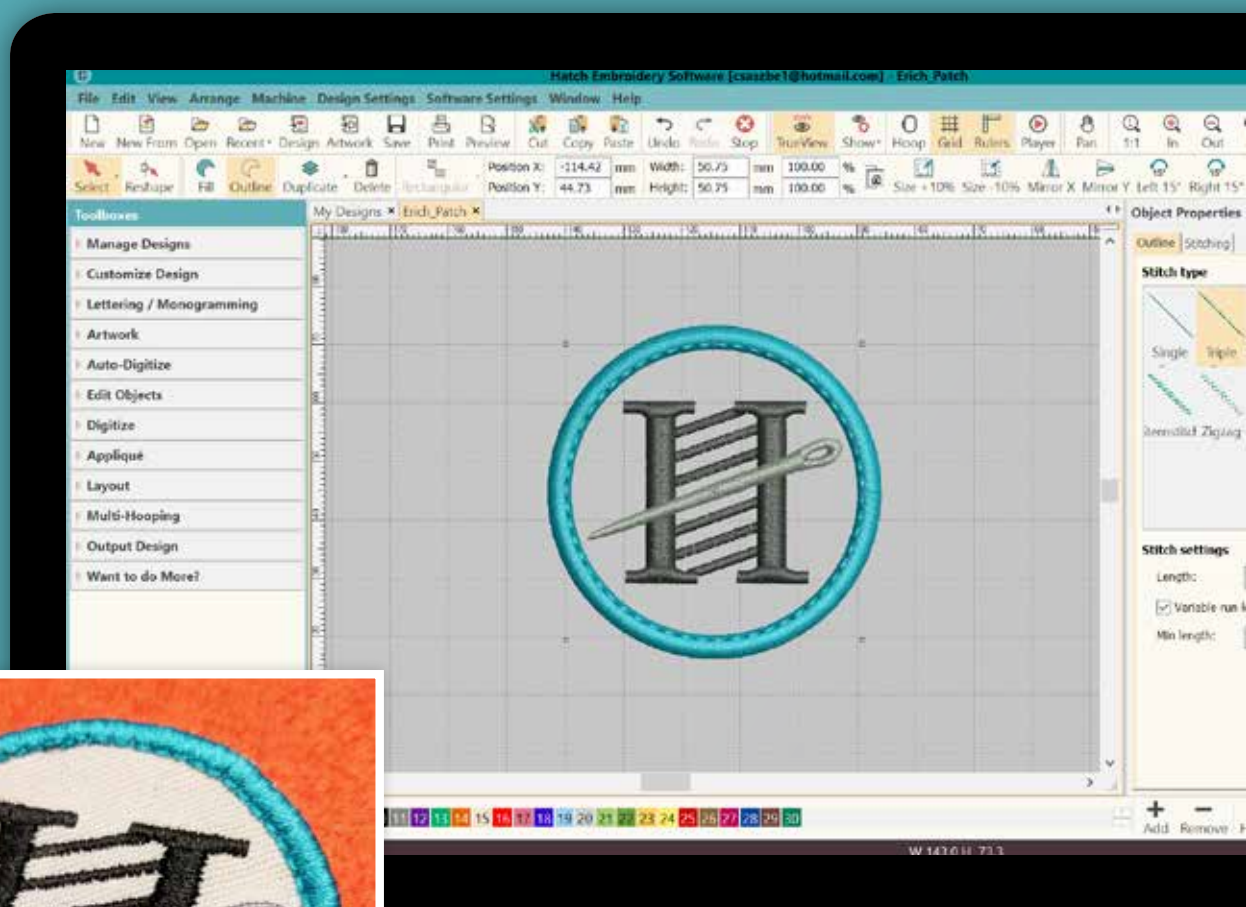 Hatch Embroidery Software [csaszbe1@hotmail.com] - Erich_Patch
File Edit View Arrange Machine Design Settings Software Settings Window Help
New New From Open Recent Design Artwork Save Print Preview Cut Copy Paste Undo Redo Stop TrueView Show Hoop Grid Rulers Player Pan 1:1 In Out
Select Reshape Fill Outline Duplicate Delete Rectangular Position X: -114.42 mm Width: 50.75 mm 100.00 % Size +10% Size -10% Mirror X Mirror Y Left 15° Right 15°
Position Y: 44.73 mm Height: 50.75 mm 100.00 %
Toolboxes
My Designs Erich_Patch
Object Properties
Manage Designs
Customize Design
Lettering / Monogramming
Artwork
Auto-Digitize
Edit Objects
Digitize
Appliqué
Layout
Multi-Hooping
Output Design
Want to do More?
H
Outline Stitching
Stitch type
Single Triple
Zigzag
Stitch settings
Length:
Variable run
Min length:
11 12 13 14 15 16 17 18 19 20 21 22 23 24 25 26 27 28 29 30
Add Remove
W 143.0 H 73.3